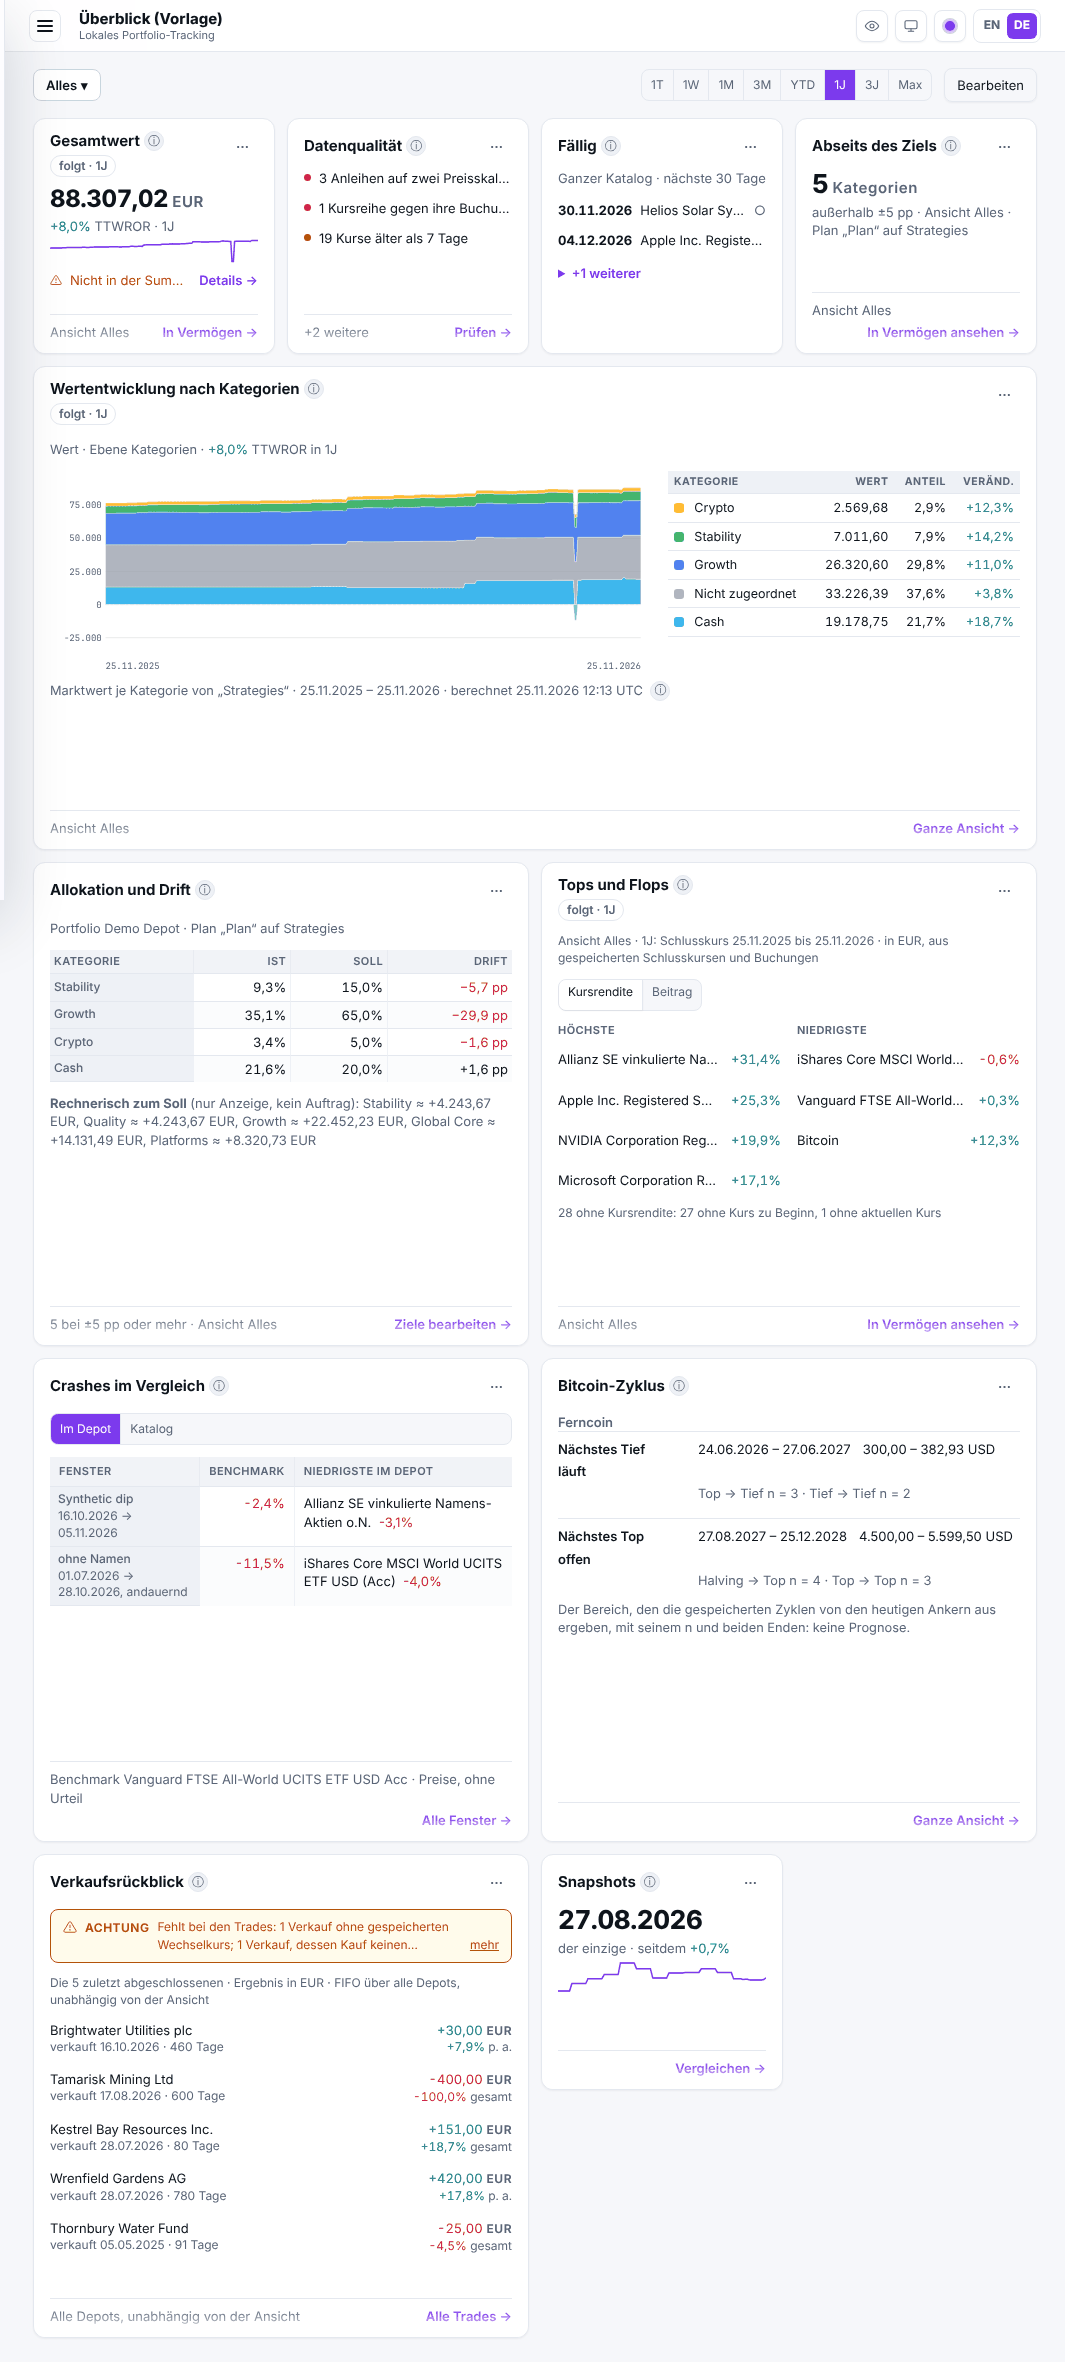 Überblick (Vorlage)
Lokales Portfolio-Tracking
EN DE
Alles ▾
1T 1W 1M 3M YTD 1J 3J Max Bearbeiten
Gesamtwert ⓘ ...
folgt · 1J
88.307,02 EUR
+8,0% TTWROR · 1J
Nicht in der Sum... Details →
Ansicht Alles In Vermögen →
Datenqualität ⓘ ...
3 Anleihen auf zwei Preisskal...
1 Kursreihe gegen ihre Buchu...
19 Kurse älter als 7 Tage
+2 weitere Prüfen →
Fällig ⓘ ...
Ganzer Katalog · nächste 30 Tage
30.11.2026 Helios Solar Sy...
04.12.2026 Apple Inc. Registe...
▶ +1 weiterer
Abseits des Ziels ⓘ ...
5 Kategorien
außerhalb ±5 pp · Ansicht Alles ·
Plan „Plan“ auf Strategies
Ansicht Alles
In Vermögen ansehen →
Wertentwicklung nach Kategorien ⓘ ...
folgt · 1J
Wert · Ebene Kategorien · +8,0% TTWROR in 1J
75.000
50.000
25.000
0
-25.000
25.11.2025 25.11.2026
KATEGORIE WERT ANTEIL VERÄND.
Crypto 2.569,68 2,9% +12,3%
Stability 7.011,60 7,9% +14,2%
Growth 26.320,60 29,8% +11,0%
Nicht zugeordnet 33.226,39 37,6% +3,8%
Cash 19.178,75 21,7% +18,7%
Marktwert je Kategorie von „Strategies“ · 25.11.2025 – 25.11.2026 · berechnet 25.11.2026 12:13 UTC ⓘ
Ansicht Alles Ganze Ansicht →
Allokation und Drift ⓘ ...
Portfolio Demo Depot · Plan „Plan“ auf Strategies
KATEGORIE IST SOLL DRIFT
Stability 9,3% 15,0% −5,7 pp
Growth 35,1% 65,0% −29,9 pp
Crypto 3,4% 5,0% −1,6 pp
Cash 21,6% 20,0% +1,6 pp
Rechnerisch zum Soll (nur Anzeige, kein Auftrag): Stability ≈ +4.243,67
EUR, Quality ≈ +4.243,67 EUR, Growth ≈ +22.452,23 EUR, Global Core ≈
+14.131,49 EUR, Platforms ≈ +8.320,73 EUR
5 bei ±5 pp oder mehr · Ansicht Alles Ziele bearbeiten →
Tops und Flops ⓘ ...
folgt · 1J
Ansicht Alles · 1J: Schlusskurs 25.11.2025 bis 25.11.2026 · in EUR, aus
gespeicherten Schlusskursen und Buchungen
Kursrendite Beitrag
HÖCHSTE NIEDRIGSTE
Allianz SE vinkulierte Na... +31,4% iShares Core MSCI World... -0,6%
Apple Inc. Registered S... +25,3% Vanguard FTSE All-World... +0,3%
NVIDIA Corporation Reg... +19,9% Bitcoin +12,3%
Microsoft Corporation R... +17,1%
28 ohne Kursrendite: 27 ohne Kurs zu Beginn, 1 ohne aktuellen Kurs
Ansicht Alles In Vermögen ansehen →
Crashes im Vergleich ⓘ ...
Im Depot Katalog
FENSTER BENCHMARK NIEDRIGSTE IM DEPOT
Synthetic dip
16.10.2026 →
05.11.2026
-2,4%
Allianz SE vinkulierte Namens-
Aktien o.N. -3,1%
ohne Namen
01.07.2026 →
28.10.2026, andauernd
-11,5%
iShares Core MSCI World UCITS
ETF USD (Acc) -4,0%
Benchmark Vanguard FTSE All-World UCITS ETF USD Acc · Preise, ohne
Urteil
Alle Fenster →
Bitcoin-Zyklus ⓘ ...
Ferncoin
Nächstes Tief 24.06.2026 – 27.06.2027 300,00 – 382,93 USD
läuft
Top → Tief n = 3 · Tief → Tief n = 2
Nächstes Top 27.08.2027 – 25.12.2028 4.500,00 – 5.599,50 USD
offen
Halving → Top n = 4 · Top → Top n = 3
Der Bereich, den die gespeicherten Zyklen von den heutigen Ankern aus
ergeben, mit seinem n und beiden Enden: keine Prognose.
Ganze Ansicht →
Verkaufsrückblick ⓘ ...
ACHTUNG Fehlt bei den Trades: 1 Verkauf ohne gespeicherten
Wechselkurs; 1 Verkauf, dessen Kauf keinen... mehr
Die 5 zuletzt abgeschlossenen · Ergebnis in EUR · FIFO über alle Depots,
unabhängig von der Ansicht
Brightwater Utilities plc +30,00 EUR
verkauft 16.10.2026 · 460 Tage +7,9% p. a.
Tamarisk Mining Ltd -400,00 EUR
verkauft 17.08.2026 · 600 Tage -100,0% gesamt
Kestrel Bay Resources Inc. +151,00 EUR
verkauft 28.07.2026 · 80 Tage +18,7% gesamt
Wrenfield Gardens AG +420,00 EUR
verkauft 28.07.2026 · 780 Tage +17,8% p. a.
Thornbury Water Fund -25,00 EUR
verkauft 05.05.2025 · 91 Tage -4,5% gesamt
Alle Depots, unabhängig von der Ansicht Alle Trades →
Snapshots ⓘ ...
27.08.2026
der einzige · seitdem +0,7%
Vergleichen →